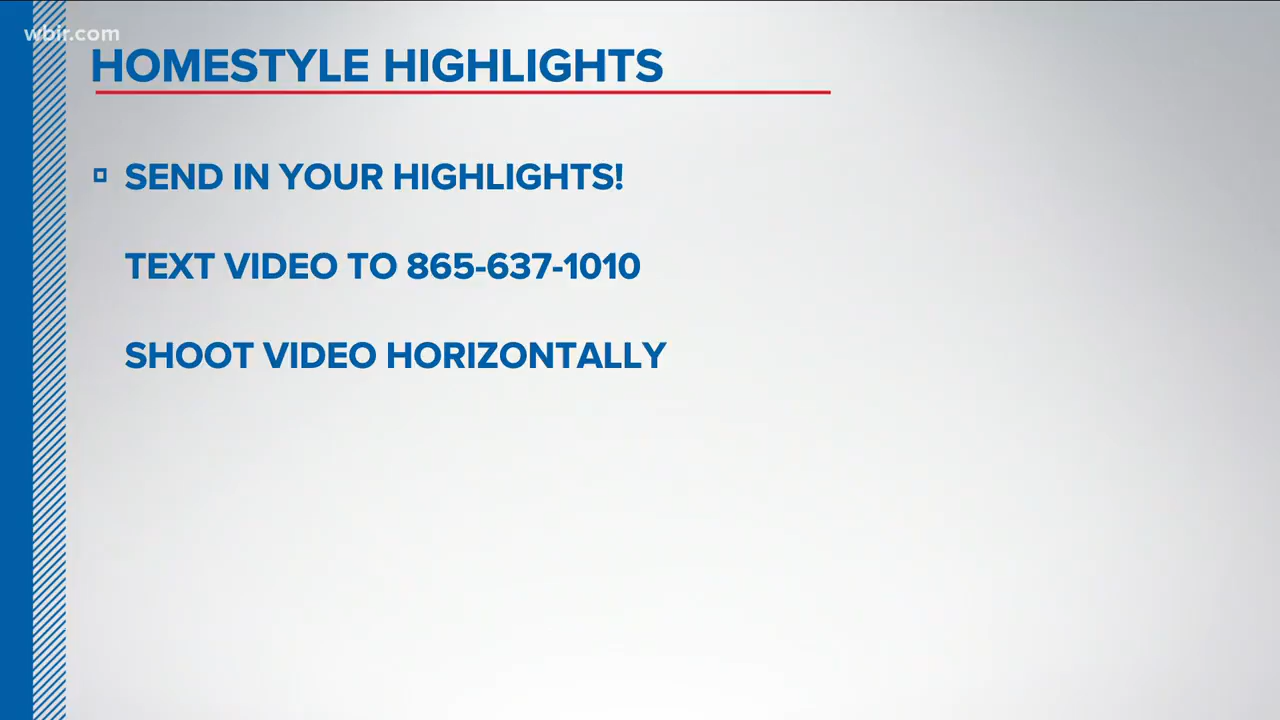 wbir.com
HOMESTYLE HIGHLIGHTS
SEND IN YOUR HIGHLIGHTS!
TEXT VIDEO TO 865-637-1010
SHOOT VIDEO HORIZONTALLY